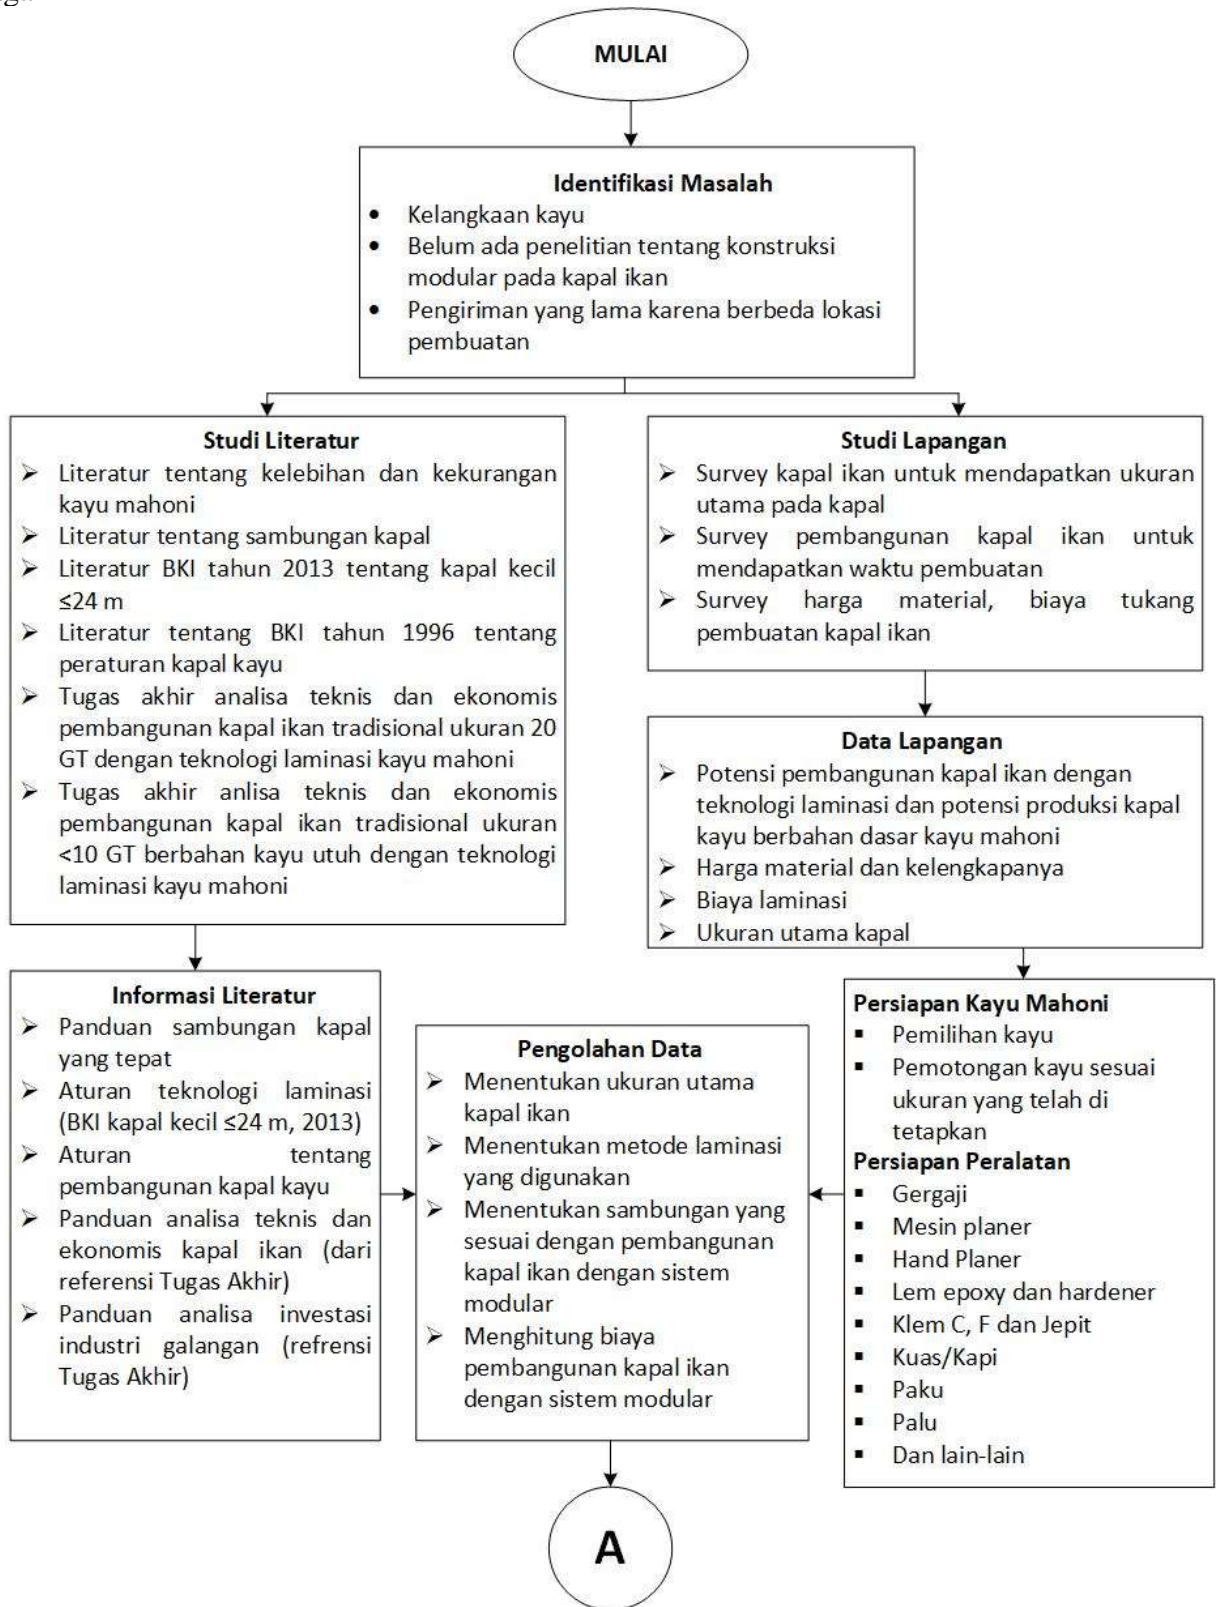 MULAI
Identifikasi Masalah
• Kelangkaan kayu
• Belum ada penelitian tentang konstruksi
modular pada kapal ikan
• Pengiriman yang lama karena berbeda lokasi
pembuatan
Studi Literatur
➢ Literatur tentang kelebihan dan kekurangan
kayu mahoni
➢ Literatur tentang sambungan kapal
➢ Literatur BKI tahun 2013 tentang kapal kecil
≤24 m
➢ Literatur tentang BKI tahun 1996 tentang
peraturan kapal kayu
➢ Tugas akhir analisa teknis dan ekonomis
pembangunan kapal ikan tradisional ukuran 20
GT dengan teknologi laminasi kayu mahoni
➢ Tugas akhir anlisa teknis dan ekonomis
pembangunan kapal ikan tradisional ukuran
<10 GT berbahan kayu utuh dengan teknologi
laminasi kayu mahoni
Studi Lapangan
➢ Survey kapal ikan untuk mendapatkan ukuran
utama pada kapal
➢ Survey pembangunan kapal ikan untuk
mendapatkan waktu pembuatan
➢ Survey harga material, biaya tukang
pembuatan kapal ikan
Data Lapangan
➢ Potensi pembangunan kapal ikan dengan
teknologi laminasi dan potensi produksi kapal
kayu berbahan dasar kayu mahoni
➢ Harga material dan kelengkapanya
➢ Biaya laminasi
➢ Ukuran utama kapal
Informasi Literatur
➢ Panduan sambungan kapal
yang tepat
➢ Aturan teknologi laminasi
(BKI kapal kecil ≤24 m, 2013)
➢ Aturan tentang
pembangunan kapal kayu
➢ Panduan analisa teknis dan
ekonomis kapal ikan (dari
referensi Tugas Akhir)
➢ Panduan analisa investasi
industri galangan (refrensi
Tugas Akhir)
Pengolahan Data
➢ Menentukan ukuran utama
kapal ikan
➢ Menentukan metode laminasi
yang digunakan
➢ Menentukan sambungan yang
sesuai dengan pembangunan
kapal ikan dengan sistem
modular
➢ Menghitung biaya
pembangunan kapal ikan
dengan sistem modular
Persiapan Kayu Mahoni
▪ Pemilihan kayu
▪ Pemotongan kayu sesuai
ukuran yang telah di
tetapkan
Persiapan Peralatan
▪ Gergaji
▪ Mesin planer
▪ Hand Planer
▪ Lem epoxy dan hardener
▪ Klem C, F dan Jepit
▪ Kuas/Kapi
▪ Paku
▪ Palu
▪ Dan lain-lain
A